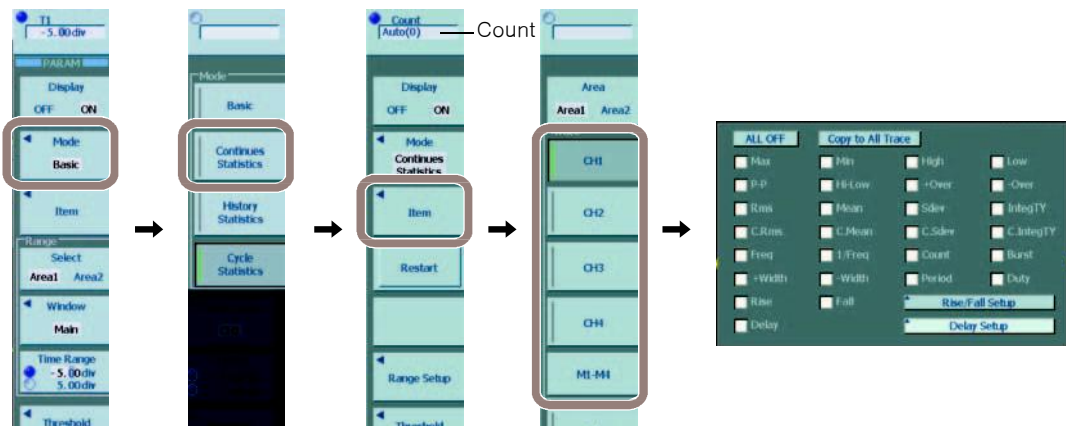 T1
-5.00div
PARAM
Display
OFF ON
Mode
Basic
Item
Range
Select
Area1 Area2
Window
Main
Time Range
-5.00div
5.00div
Threshold
Mode
Basic
Continues
Statistics
History
Statistics
Cycle
Statistics
Count
Auto(0)
Count
Display
OFF ON
Mode
Continues
Statistics
Item
Restart
Range Setup
Threshold
Area
Area1 Area2
Trace
CH1
CH2
CH3
CH4
M1-M4
ALL OFF Copy to All Trace
Max Min High Low
P-P Hi-Low +Over -Over
Rms Mean Sdev IntegTY
C.Rms C.Mean C.Sdev C.IntegTY
Freq 1/Freq Count Burst
+Width -Width Period Duty
Rise Fall Rise/Fall Setup
Delay Delay Setup